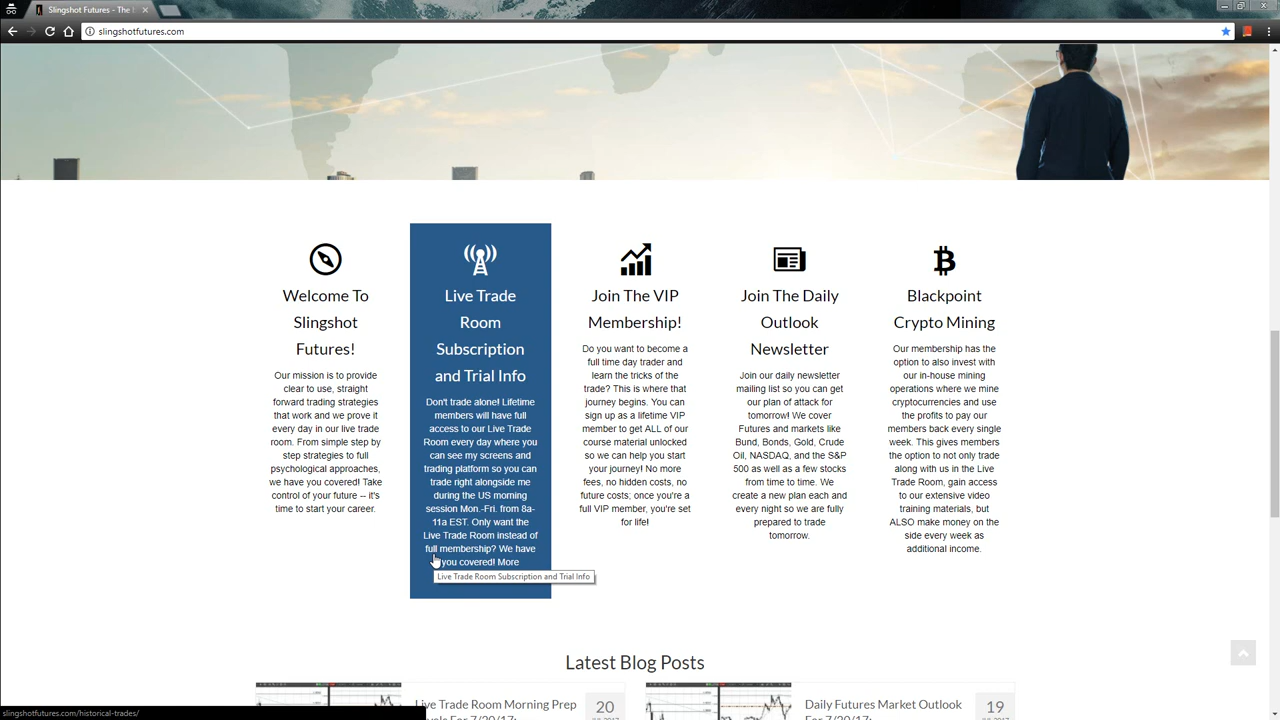 Slingshot Futures - The
slingshotfutures.com
Welcome To
Slingshot
Futures!
Our mission is to provide
clear to use, straight
forward trading strategies
that work and we prove it
every day in our live trade
room. From simple step by
step strategies to full
psychological approaches,
we have you covered! Take
control of your future -- it's
time to start your career.
Live Trade
Room
Subscription
and Trial Info
Don't trade alone! Lifetime
members will have full
access to our Live Trade
Room every day where you
can see my screens and
trading platform so you can
trade right alongside me
during the US morning
session Mon.-Fri. from 8a-
11a EST. Only want the
Live Trade Room instead of
full membership? We have
you covered! More
Live Trade Room Subscription and Trial Info
Join The VIP
Membership!
Do you want to become a
full time day trader and
learn the tricks of the
trade? This is where that
journey begins. You can
sign up as a lifetime VIP
member to get ALL of our
course material unlocked
so we can help you start
your journey! No more
fees, no hidden costs, no
future costs; once you're a
full VIP member, you're set
for life!
Join The Daily
Outlook
Newsletter
Join our daily newsletter
mailing list so you can get
our plan of attack for
tomorrow! We cover
Futures and markets like
Bund, Bonds, Gold, Crude
Oil, NASDAQ, and the S&P
500 as well as a few stocks
from time to time. We
create a new plan each and
every night so we are fully
prepared to trade
tomorrow.
Blackpoint
Crypto Mining
Our membership has the
option to also invest with
our in-house mining
operations where we mine
cryptocurrencies and use
the profits to pay our
members back every single
week. This gives members
the option to not only trade
along with us in the Live
Trade Room, gain access
to our extensive video
training materials, but
ALSO make money on the
side every week as
additional income.
Latest Blog Posts
Live Trade Room Morning Prep
Levels For 7/20/17:
20
Daily Futures Market Outlook
For 7/20/17:
19
slingshotfutures.com/historical-trades/